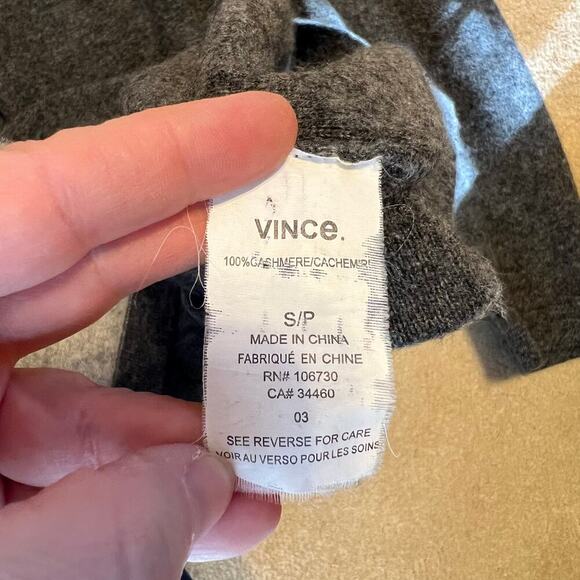 VINCe.
100%CASHMERE/CACHEMIR
S/P
MADE IN CHINA
FABRIQUÉ EN CHINE
RN# 106730
CA# 34460
03
SEE REVERSE FOR CARE
VOIR AU VERSO POUR LES SOINS